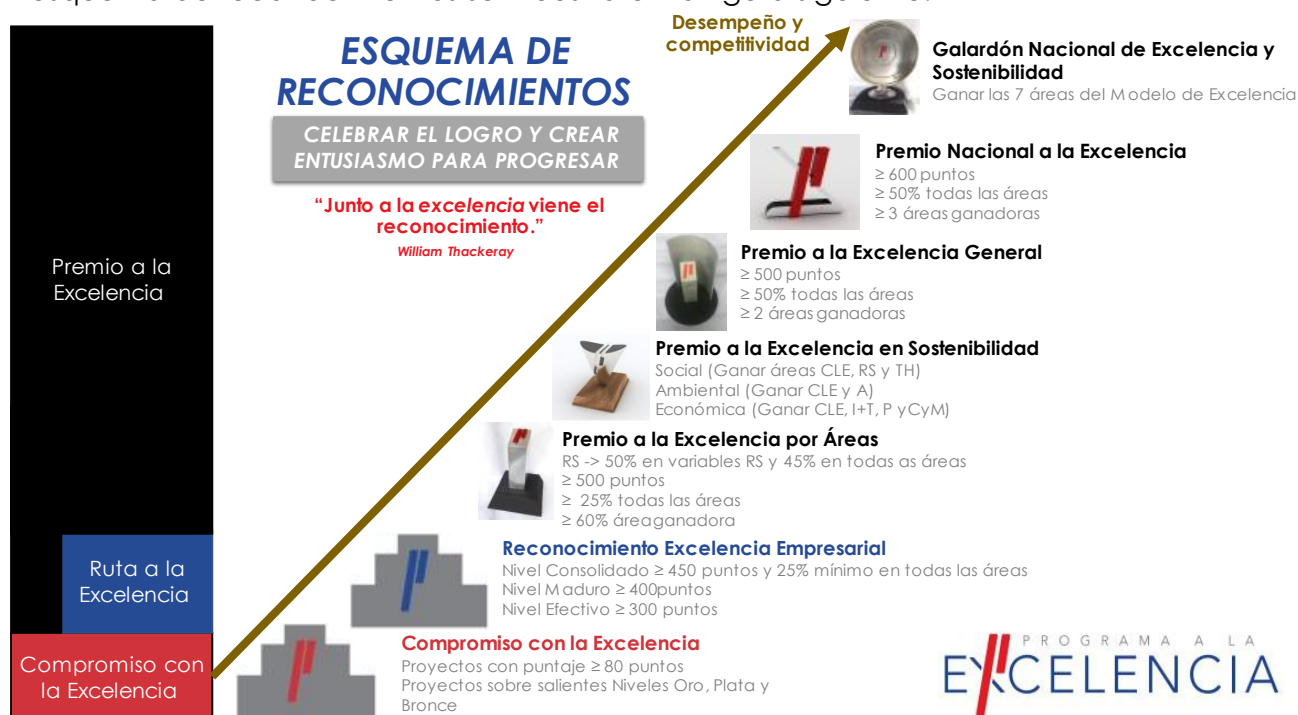 Desempeño y
competitividad
ESQUEMA DE
RECONOCIMIENTOS
CELEBRAR EL LOGRO Y CREAR
ENTUSIASMO PARA PROGRESAR
“Junto a la excelencia viene el
reconocimiento.”
William Thackeray
Galardón Nacional de Excelencia y
Sostenibilidad
Ganar las 7 áreas del Modelo de Excelencia
Premio Nacional a la Excelencia
≥ 600 puntos
≥ 50% todas las áreas
≥ 3 áreas ganadoras
Premio a la Excelencia General
≥ 500 puntos
≥ 50% todas las áreas
≥ 2 áreas ganadoras
Premio a la Excelencia en Sostenibilidad
Social (Ganar áreas CLE, RS y TH)
Ambiental (Ganar CLE y A)
Económica (Ganar CLE, I+T, P yCyM)
Premio a la Excelencia por Áreas
RS -> 50% en variables RS y 45% en todas as áreas
≥ 500 puntos
≥ 25% todas las áreas
≥ 60% áreaganadora
Reconocimiento Excelencia Empresarial
Nivel Consolidado ≥ 450 puntos y 25% mínimo en todas las áreas
Nivel Maduro ≥ 400puntos
Nivel Efectivo ≥ 300 puntos
Compromiso con la Excelencia
Proyectos con puntaje ≥ 80 puntos
Proyectos sobre salientes Niveles Oro, Plata y
Bronce
Premio a la
Excelencia
Ruta a la
Excelencia
Compromiso con
la Excelencia
PROGRAMA A LA
EXCELENCIA